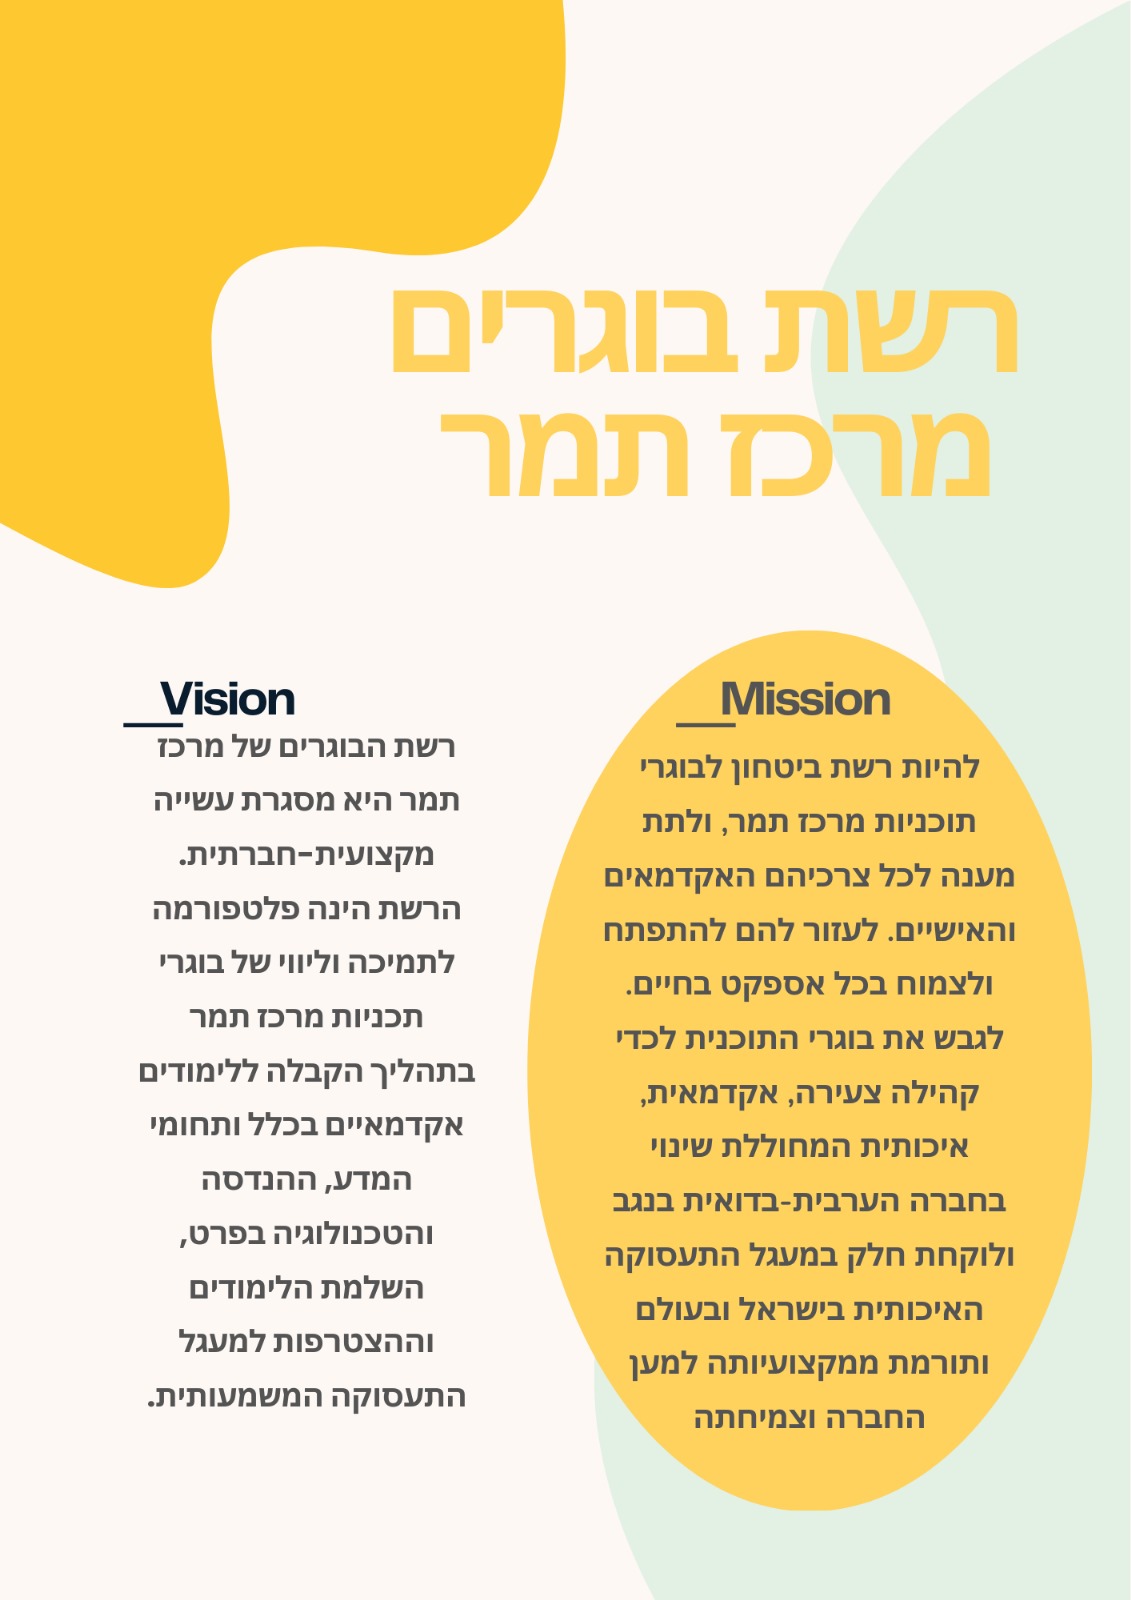 רשת בוגרים
מרכז תמר
Mission
להיות רשת ביטחון לבוגרי
תוכניות מרכז תמר, ולתת
מענה לכל צרכיהם האקדמאים
והאישיים. לעזור להם להתפתח
ולצמוח בכל אספקט בחיים.
לגבש את בוגרי התוכנית לכדי
קהילה צעירה, אקדמאית,
איכותית המחוללת שינוי
בחברה הערבית-בדואית בנגב
ולוקחת חלק במעגל התעסוקה
האיכותית בישראל ובעולם
ותורמת ממקצועיותה למען
החברה וצמיחתה
Vision
רשת הבוגרים של מרכז
תמר היא מסגרת עשייה
מקצועית-חברתית.
הרשת הינה פלטפורמה
לתמיכה וליווי של בוגרי
תכניות מרכז תמר
בתהליך הקבלה ללימודים
אקדמאיים בכלל ותחומי
המדע, ההנדסה
והטכנולוגיה בפרט,
השלמת הלימודים
וההצטרפות למעגל
התעסוקה המשמעותית.